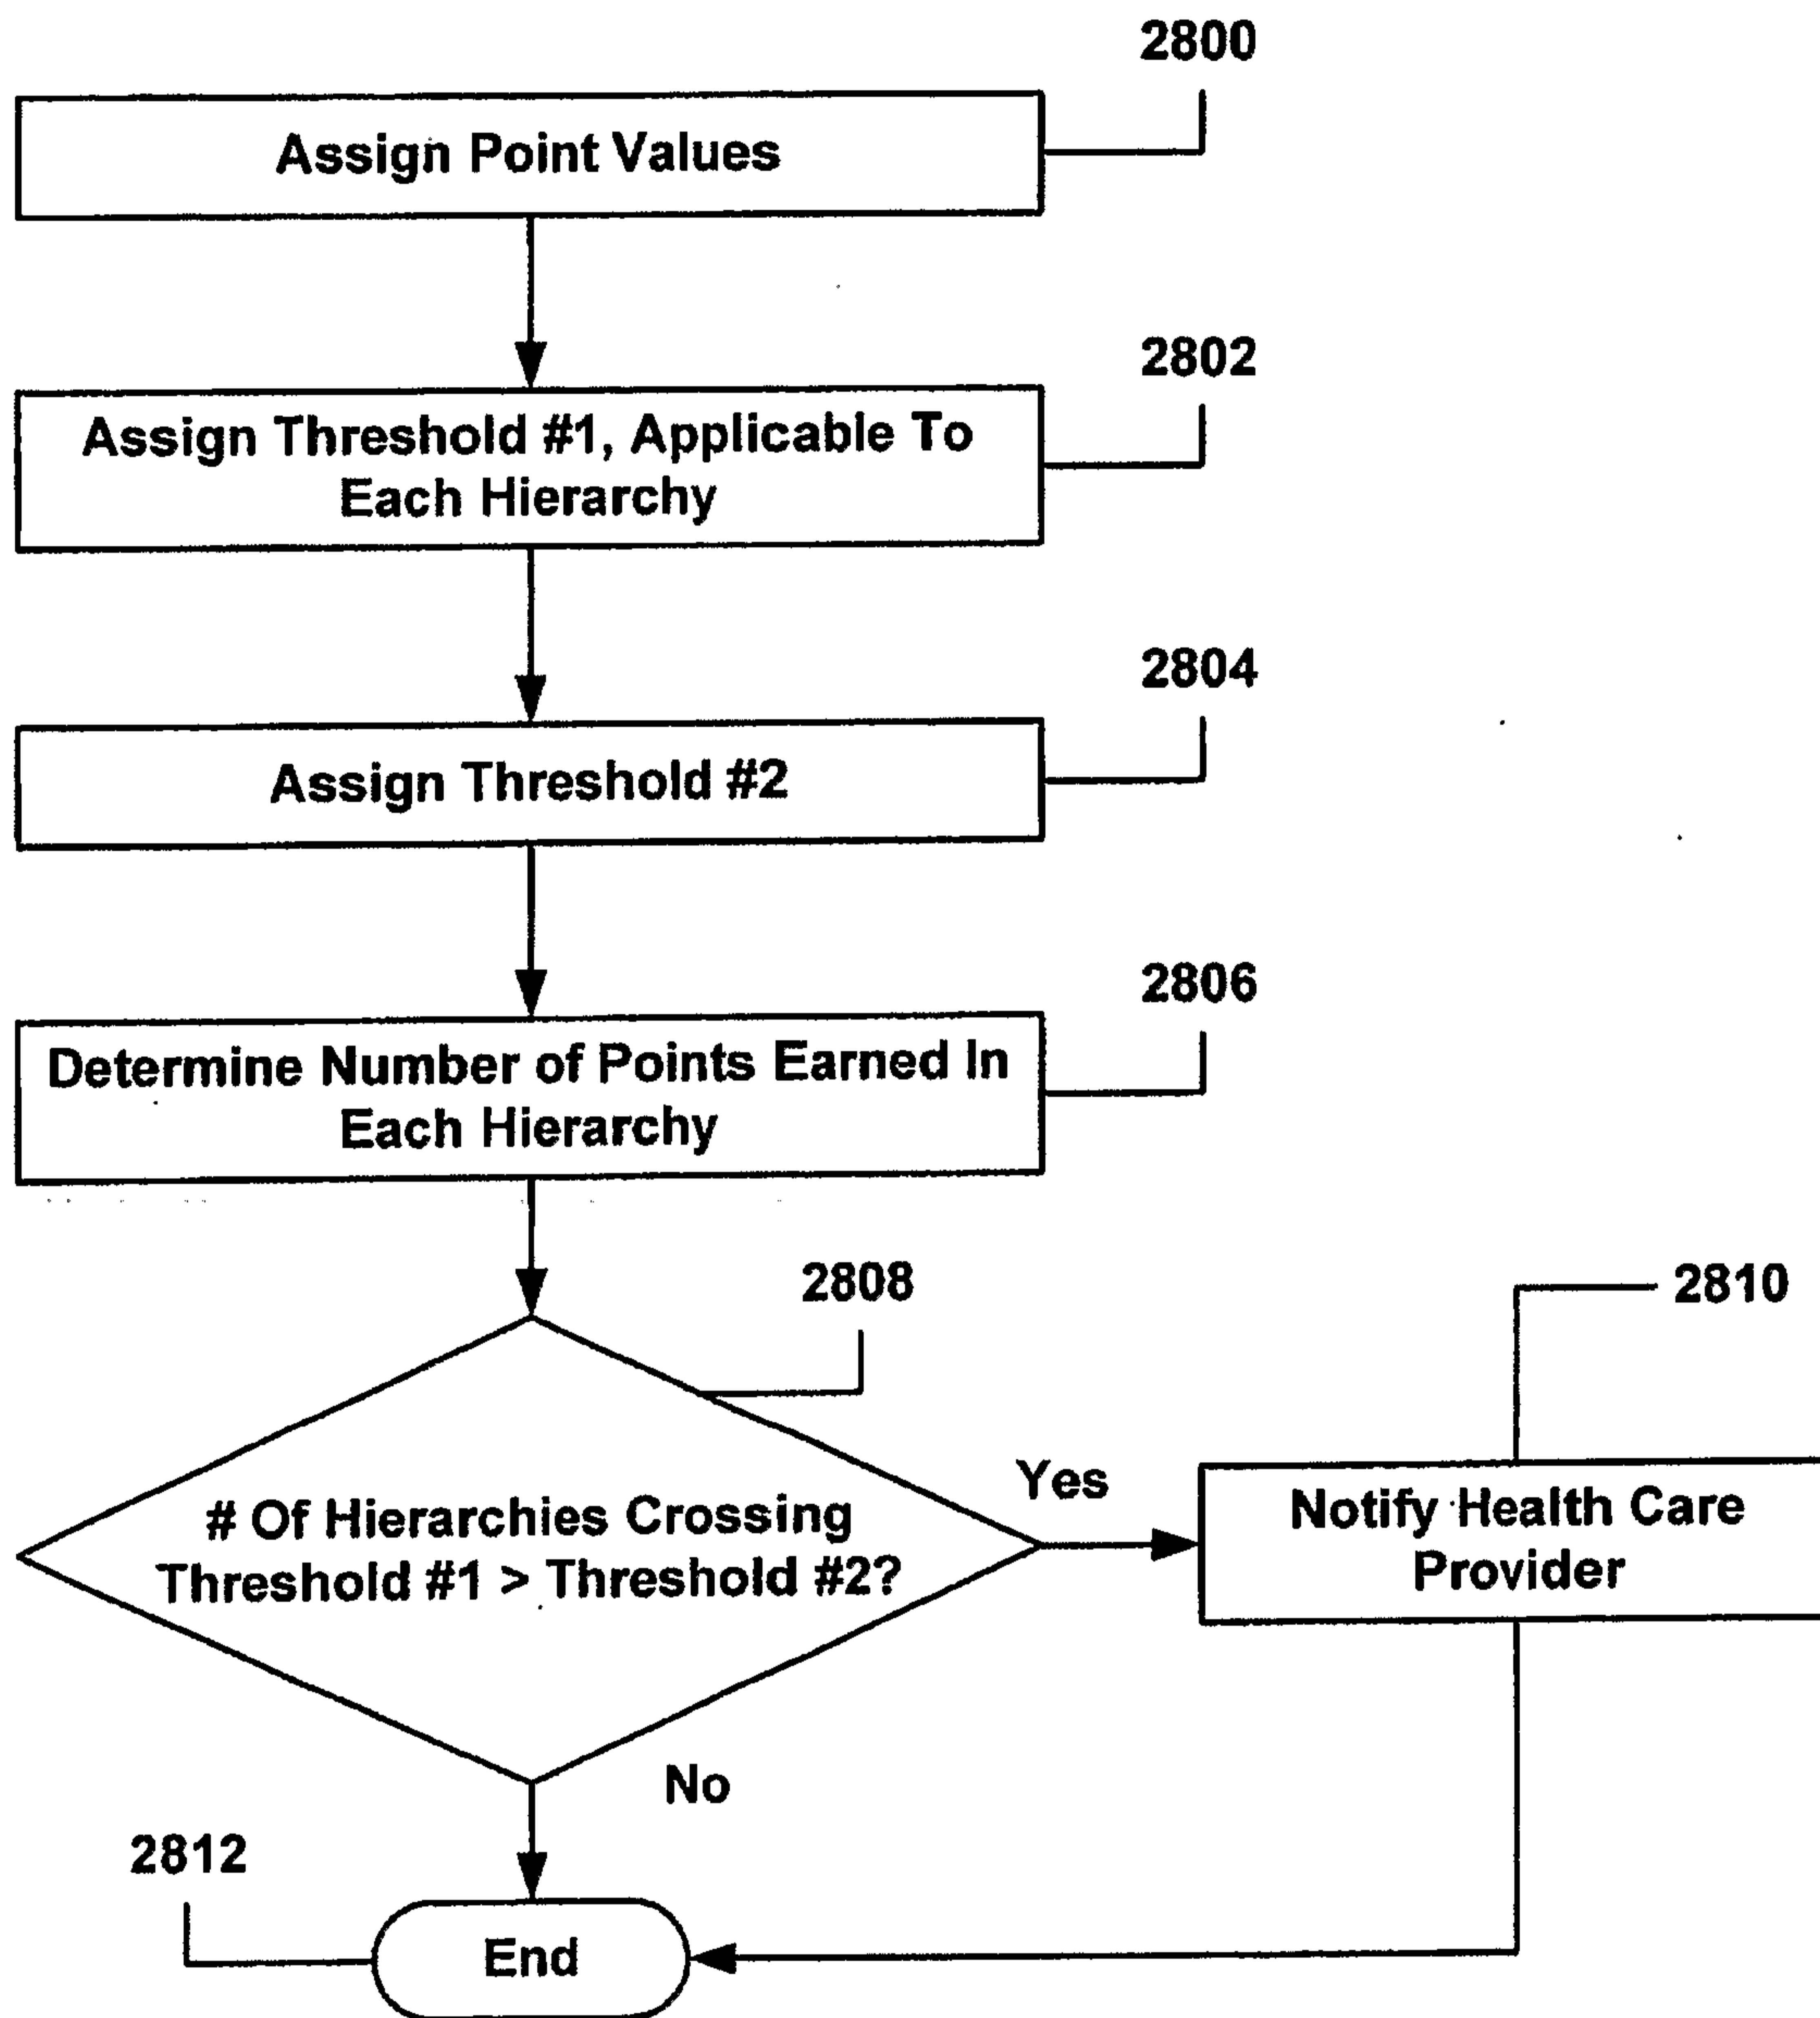 2800
Assign Point Values
2802
Assign Threshold #1, Applicable To
Each Hierarchy
2804
Assign Threshold #2
2806
Determine Number of Points Earned In
Each Hierarchy
2808
2810
# Of Hierarchies Crossing
Threshold #1 > Threshold #2?
Yes
Notify Health Care
Provider
No
2812
End